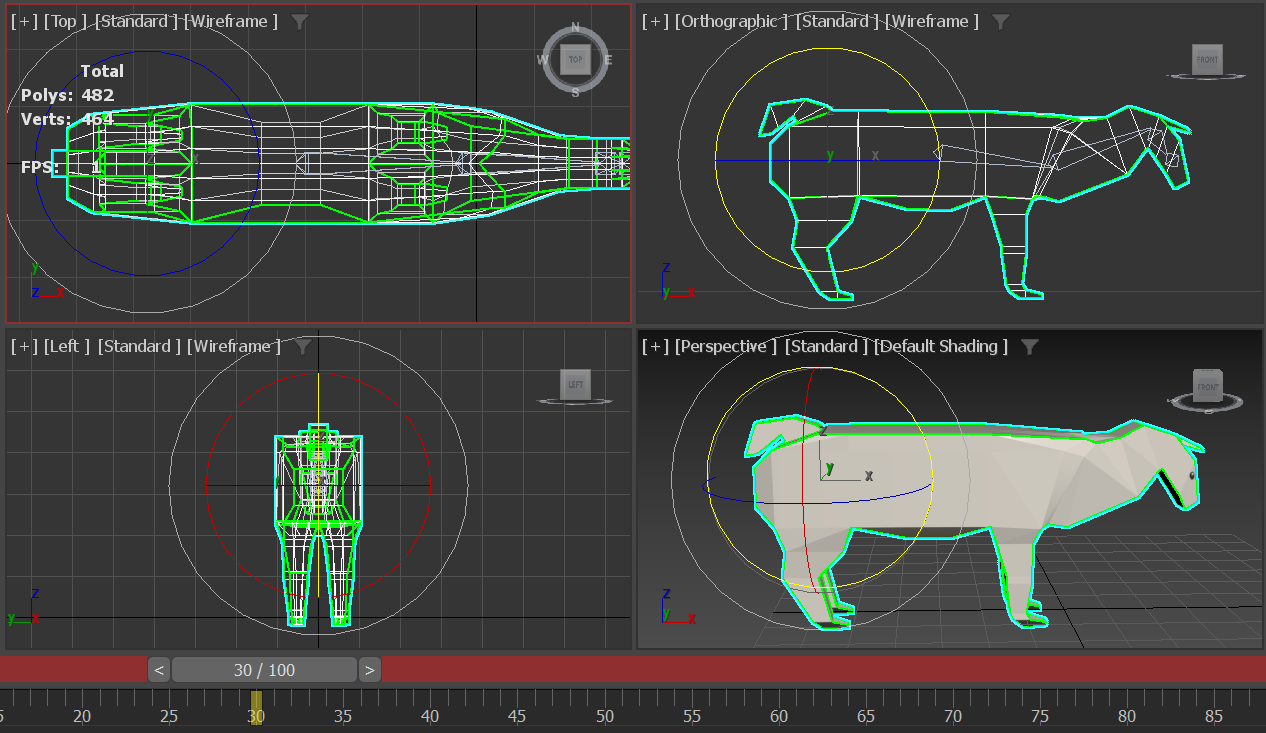 [+] [Top ] [Standard ] [Wireframe ]
N
W TOP E
S
Total
Polys: 482
Verts: 464
FPS: 1
Z X
y
z x
[+] [Orthographic ] [Standard ] [Wireframe ]
FRONT
y x
z
y x
[+] [Left ] [Standard ] [Wireframe ]
LEFT
z
y x
[+] [Perspective ] [Standard ] [Default Shading ]
FRONT
Z
y x
z
y x
< 30 / 100 >
5 20 25 30 35 40 45 50 55 60 65 70 75 80 85